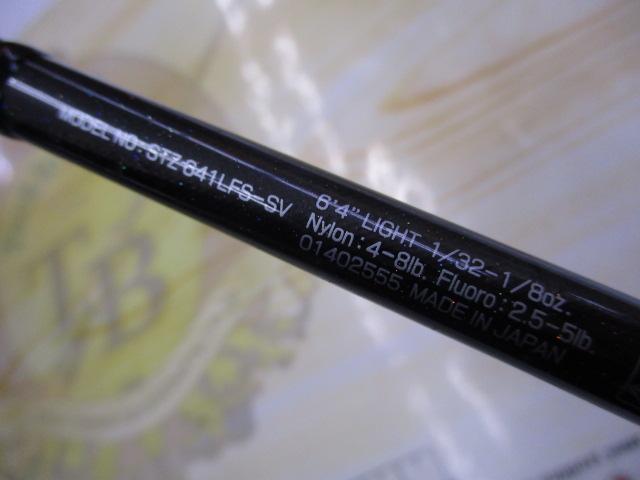 MODEL NO.: STZ 641LFS-SV
6'4" LIGHT 1/32-1/8oz.
Nylon : 4-8lb. Fluoro : 2.5-5lb.
01402555 MADE IN JAPAN